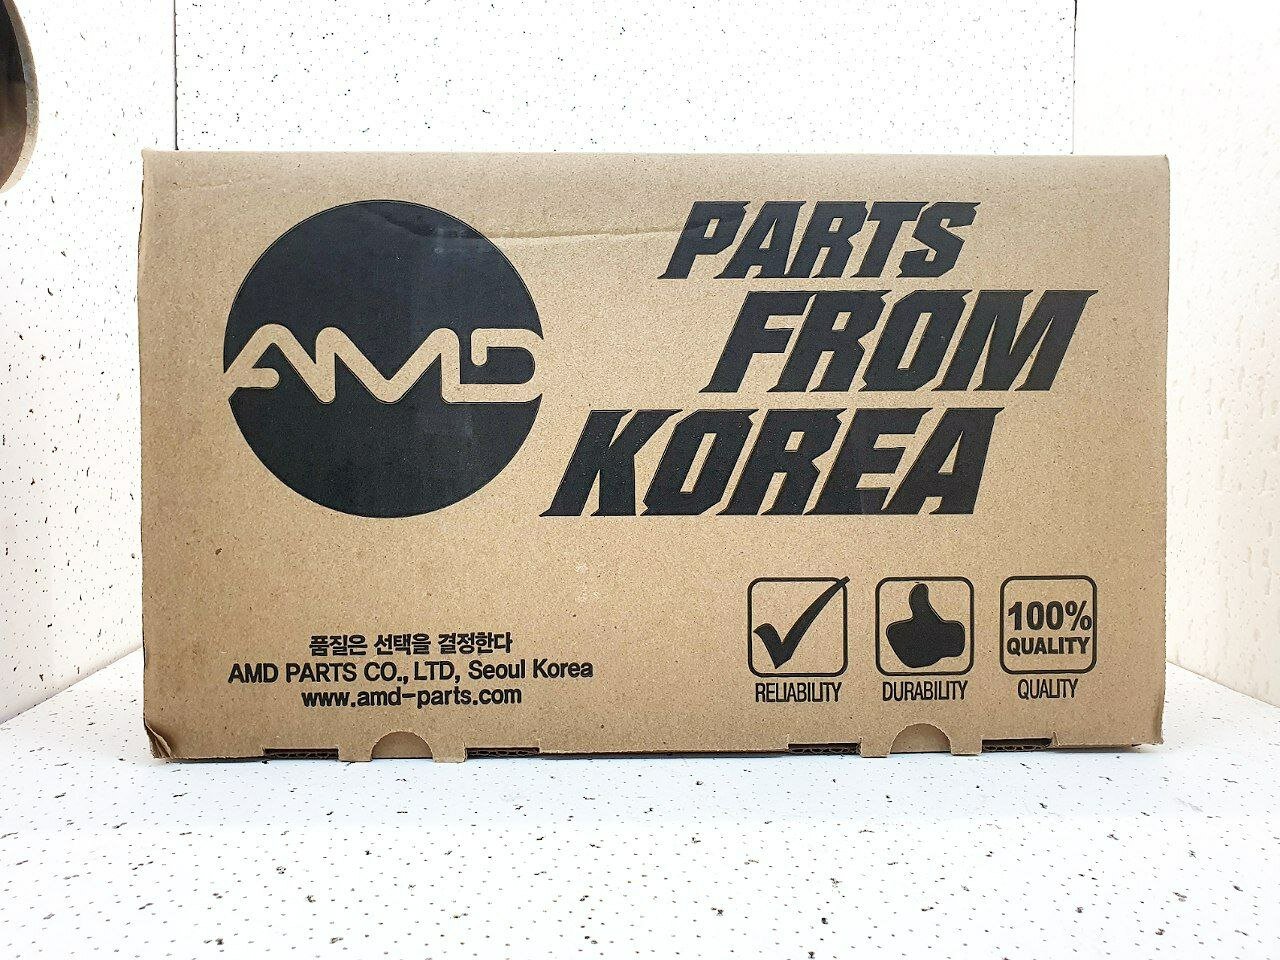 AMD
PARTS
FROM
KOREA
품질은 선택을 결정한다
AMD PARTS CO., LTD, Seoul Korea
www.amd-parts.com
RELIABILITY
DURABILITY
100%
QUALITY
QUALITY